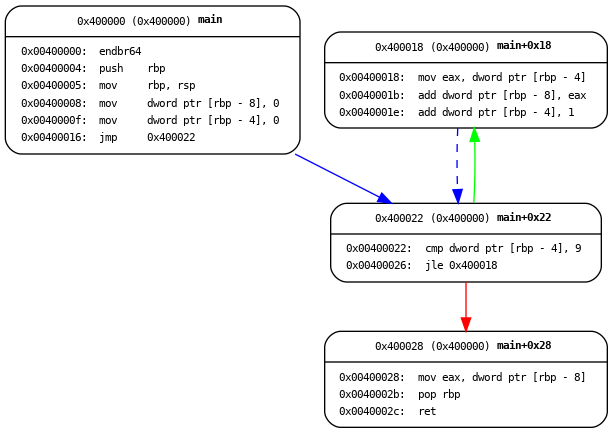 0x400000 (0x400000) main
0x00400000: endbr64
0x00400004: push rbp
0x00400005: mov rbp, rsp
0x00400008: mov dword ptr [rbp - 8], 0
0x0040000f: mov dword ptr [rbp - 4], 0
0x00400016: jmp 0x400022
0x400018 (0x400000) main+0x18
0x00400018: mov eax, dword ptr [rbp - 4]
0x0040001b: add dword ptr [rbp - 8], eax
0x0040001e: add dword ptr [rbp - 4], 1
0x400022 (0x400000) main+0x22
0x00400022: cmp dword ptr [rbp - 4], 9
0x00400026: jle 0x400018
0x400028 (0x400000) main+0x28
0x00400028: mov eax, dword ptr [rbp - 8]
0x0040002b: pop rbp
0x0040002c: ret